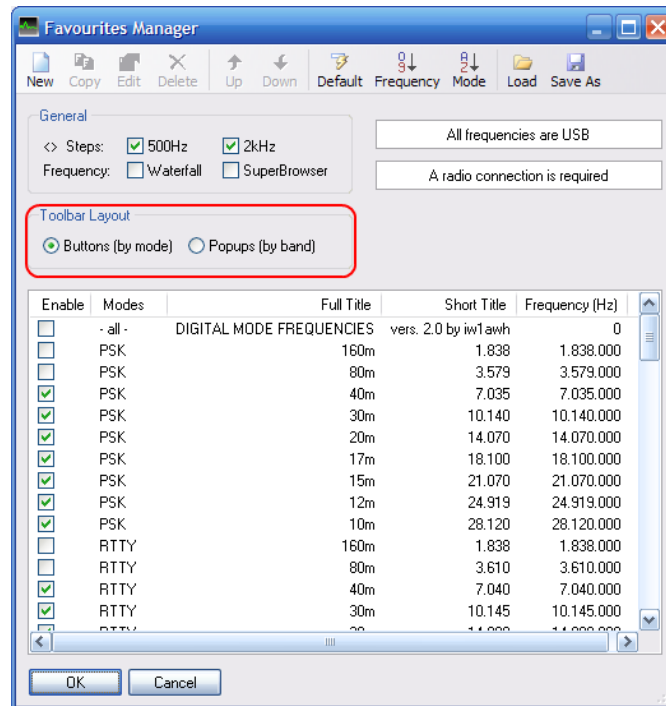 Favourites Manager
New Copy Edit Delete Up Down Default Frequency Mode Load Save As
General
<> Steps: 500Hz 2kHz
Frequency: Waterfall SuperBrowser
All frequencies are USB
A radio connection is required
Toolbar Layout
Buttons (by mode) Popups (by band)
Enable Modes Full Title Short Title Frequency (Hz)
- all - DIGITAL MODE FREQUENCIES vers. 2.0 by iw1awh 0
PSK 160m 1.838 1.838.000
PSK 80m 3.579 3.579.000
PSK 40m 7.035 7.035.000
PSK 30m 10.140 10.140.000
PSK 20m 14.070 14.070.000
PSK 17m 18.100 18.100.000
PSK 15m 21.070 21.070.000
PSK 12m 24.919 24.919.000
PSK 10m 28.120 28.120.000
RTTY 160m 1.838 1.838.000
RTTY 80m 3.610 3.610.000
RTTY 40m 7.040 7.040.000
RTTY 30m 10.145 10.145.000
OK Cancel